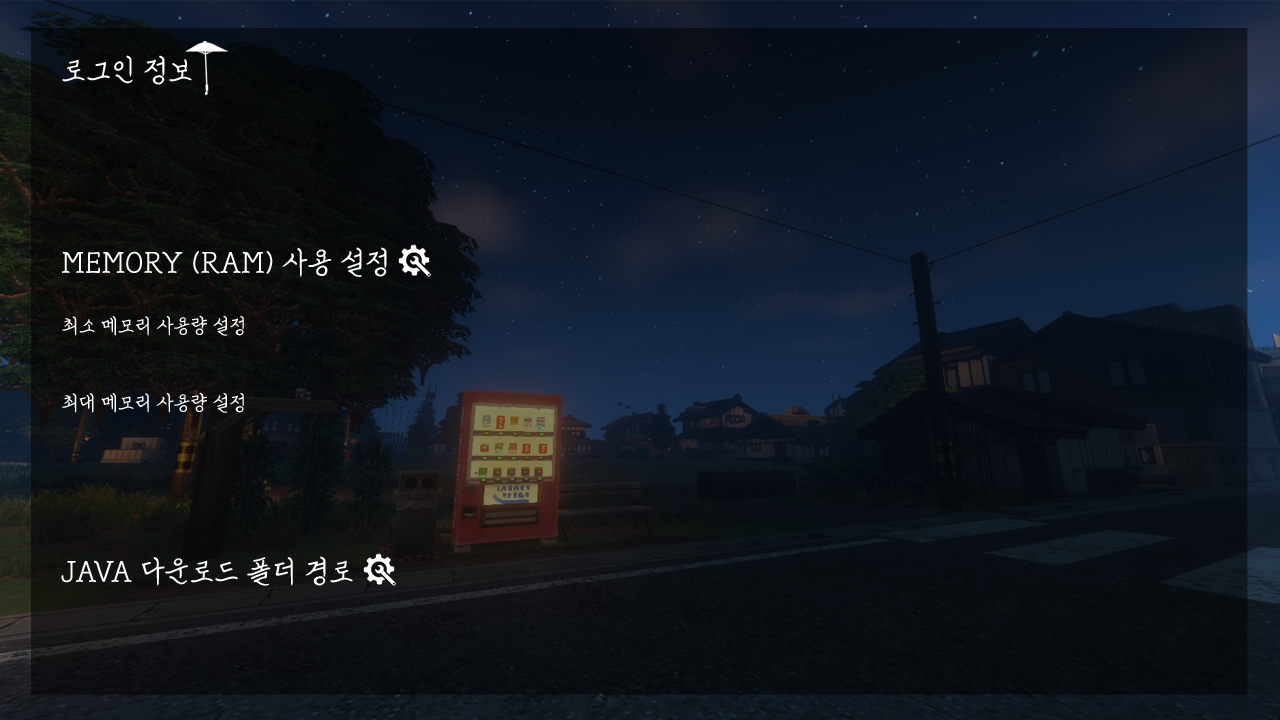 로그인 정보
MEMORY (RAM) 사용 설정
최소 메모리 사용량 설정
최대 메모리 사용량 설정
JAVA 다운로드 폴더 경로